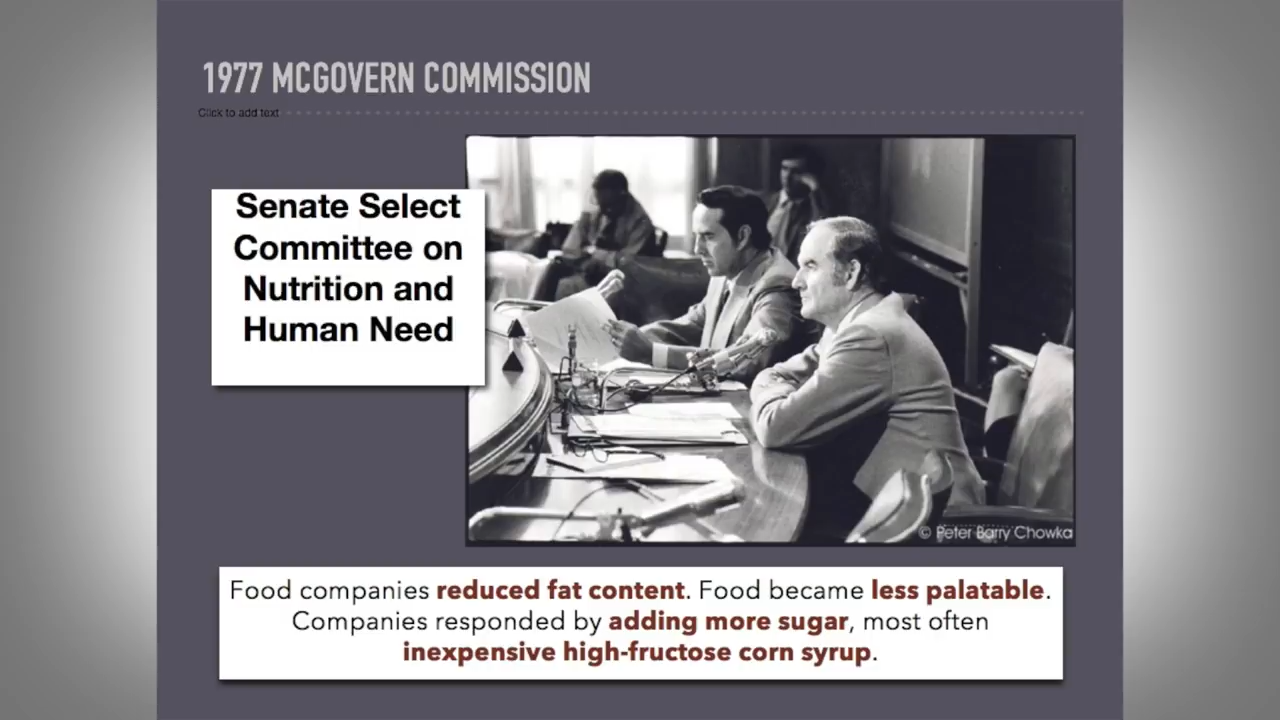 1977 MCGOVERN COMMISSION
Click to add text
Senate Select
Committee on
Nutrition and
Human Need
© Peter Barry Chowka
Food companies reduced fat content. Food became less palatable.
Companies responded by adding more sugar, most often
inexpensive high-fructose corn syrup.